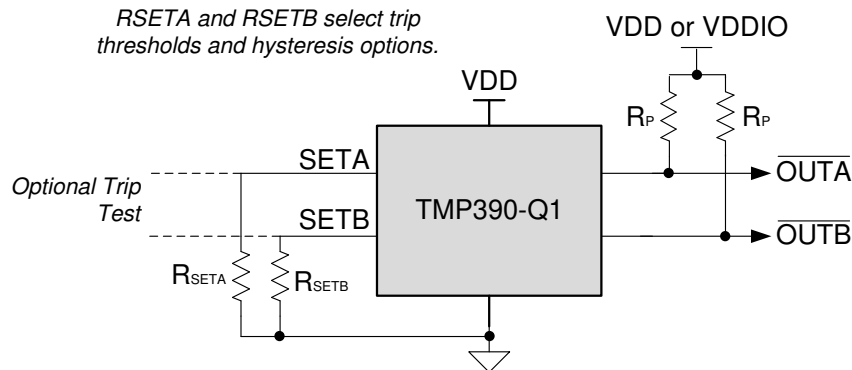 RSETA and RSETB select trip
thresholds and hysteresis options.
VDD or VDDIO
VDD
RP
RP
SETA
OUTA
Optional Trip
Test
TMP390-Q1
SETB
OUTB
RSETA
RSETB